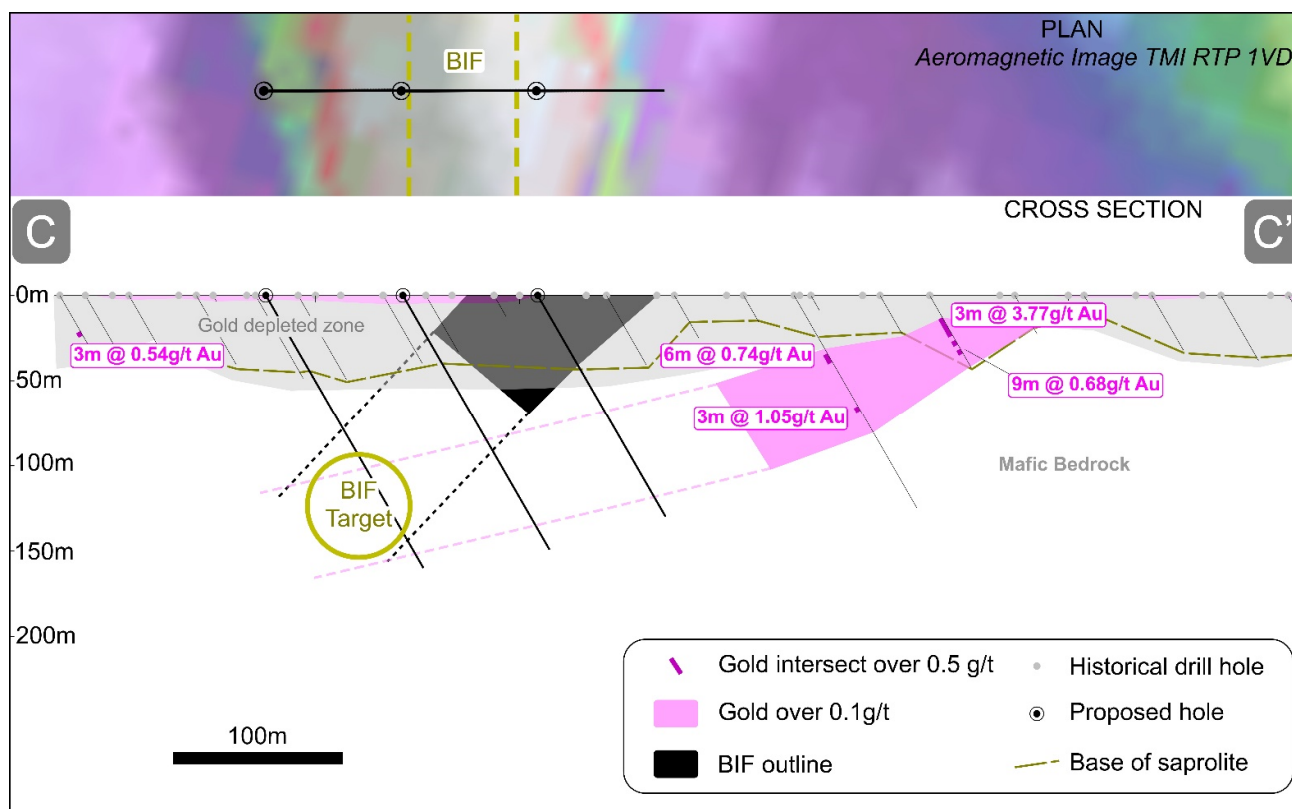 PLAN
Aeromagnetic Image TMI RTP 1VD
BIF
CROSS SECTION
C
C'
0m
Gold depleted zone
3m @ 0.54g/t Au
6m @ 0.74g/t Au
3m @ 3.77g/t Au
9m @ 0.68g/t Au
50m
3m @ 1.05g/t Au
100m
Mafic Bedrock
BIF
Target
150m
200m
Gold intersect over 0.5 g/t
Historical drill hole
Gold over 0.1g/t
Proposed hole
BIF outline
Base of saprolite
100m